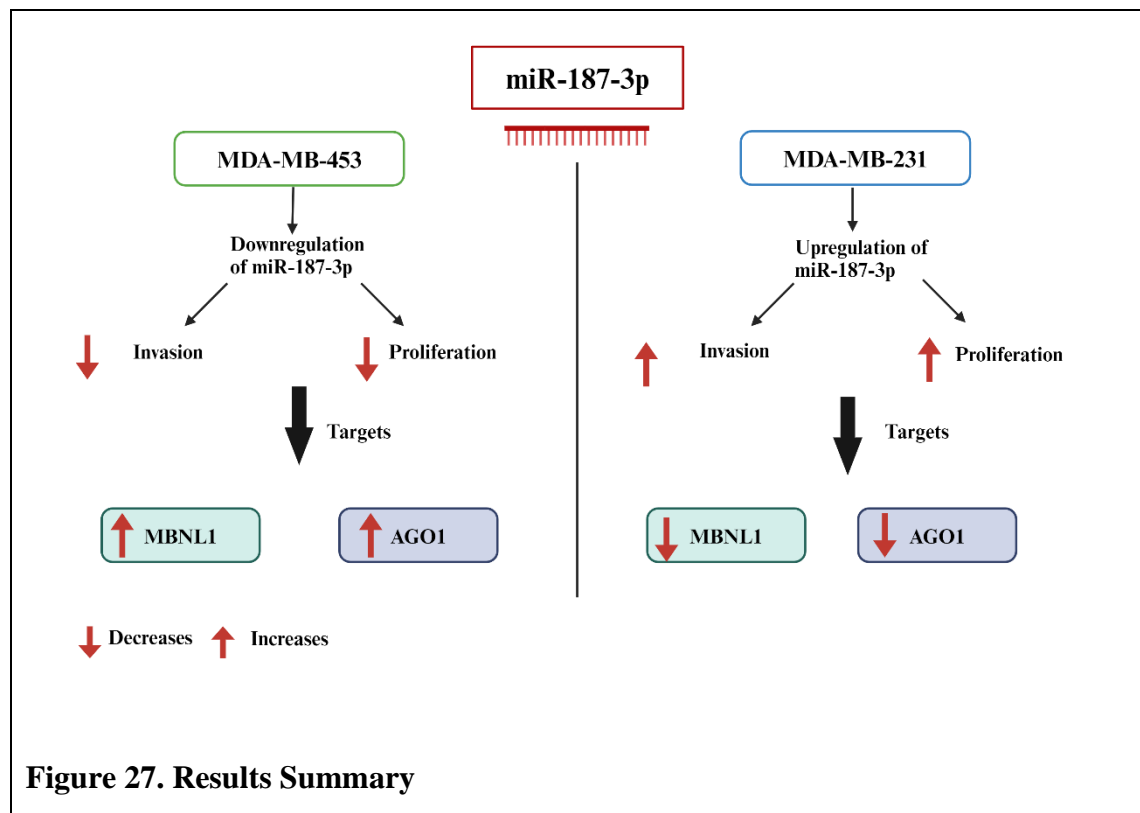 miR-187-3p
MDA-MB-453
Downregulation
of miR-187-3p
Invasion
Proliferation
Targets
MBNL1
AGO1
MDA-MB-231
Upregulation of
miR-187-3p
Invasion
Proliferation
Targets
MBNL1
AGO1
Decreases
Increases
Figure 27. Results Summary